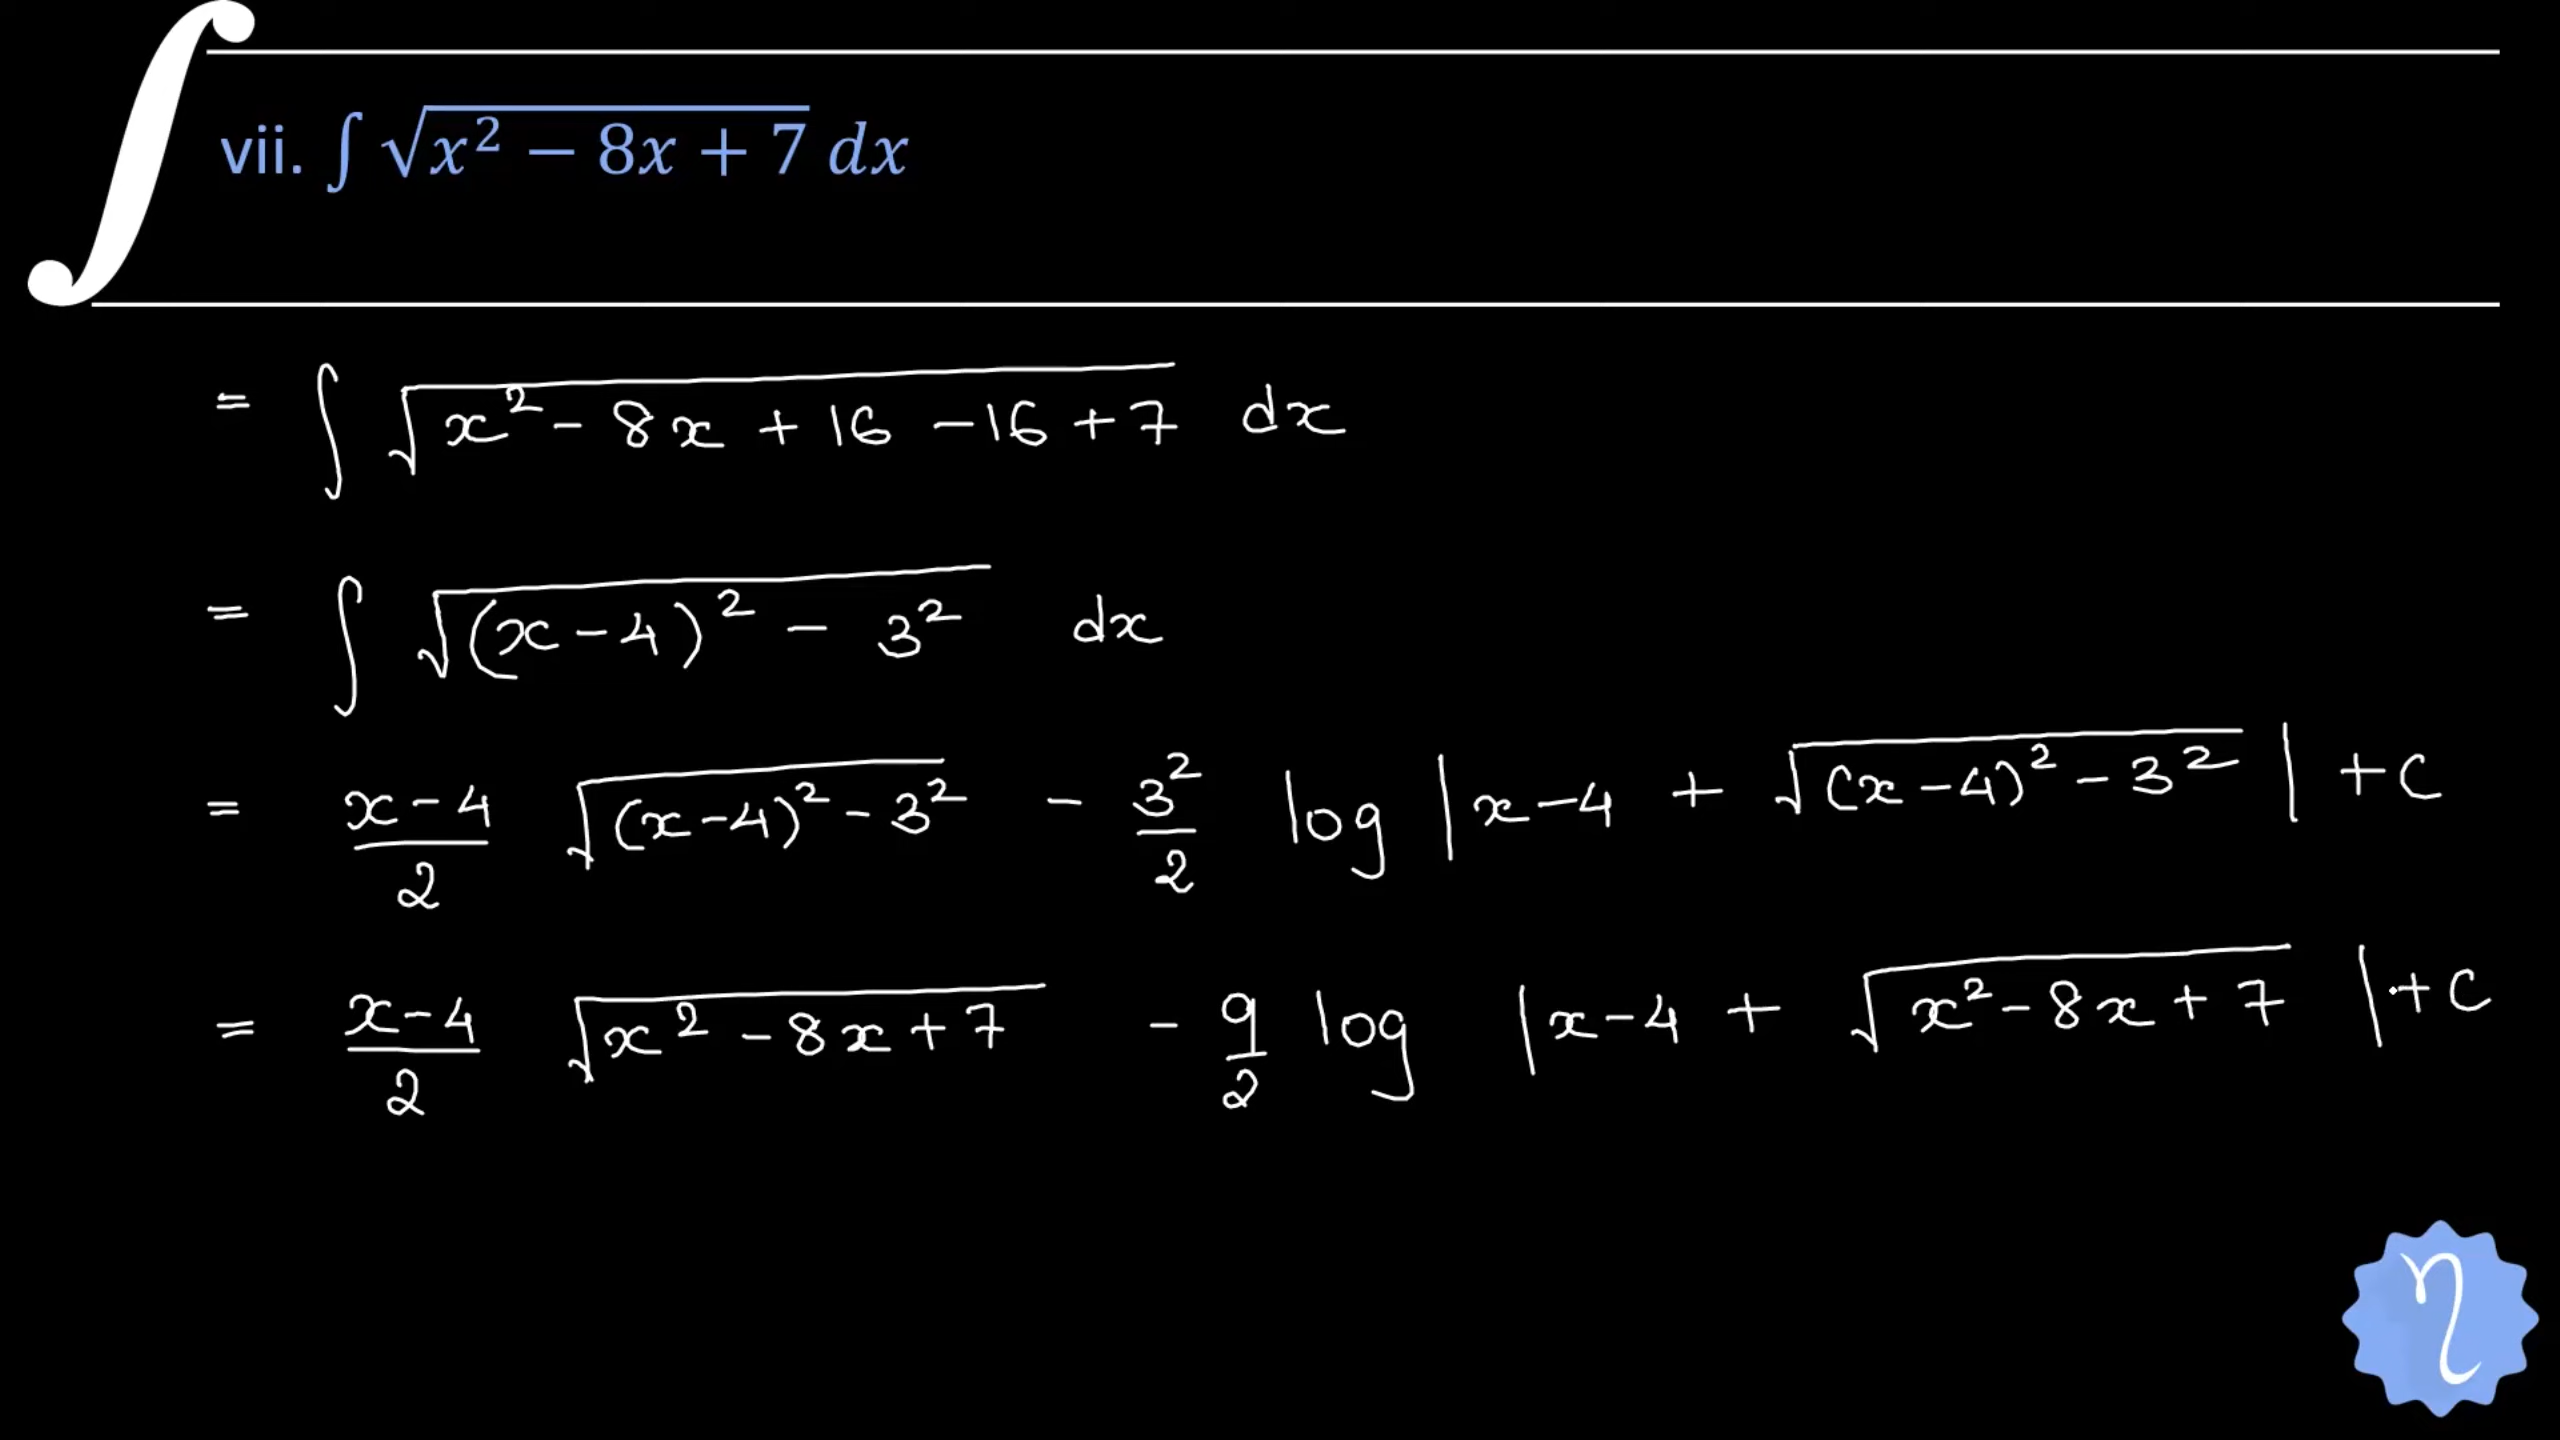 vii. ∫ √(x² − 8x + 7) dx
= ∫ √(x² − 8x + 16 − 16 + 7) dx
= ∫ √((x−4)² − 3²) dx
= (x−4)/2 √((x−4)² − 3²) − 3²/2 log |x−4 + √((x−4)² − 3²)| + c
= (x−4)/2 √(x² − 8x + 7) − 9/2 log |x−4 + √(x² − 8x + 7)| + c
η